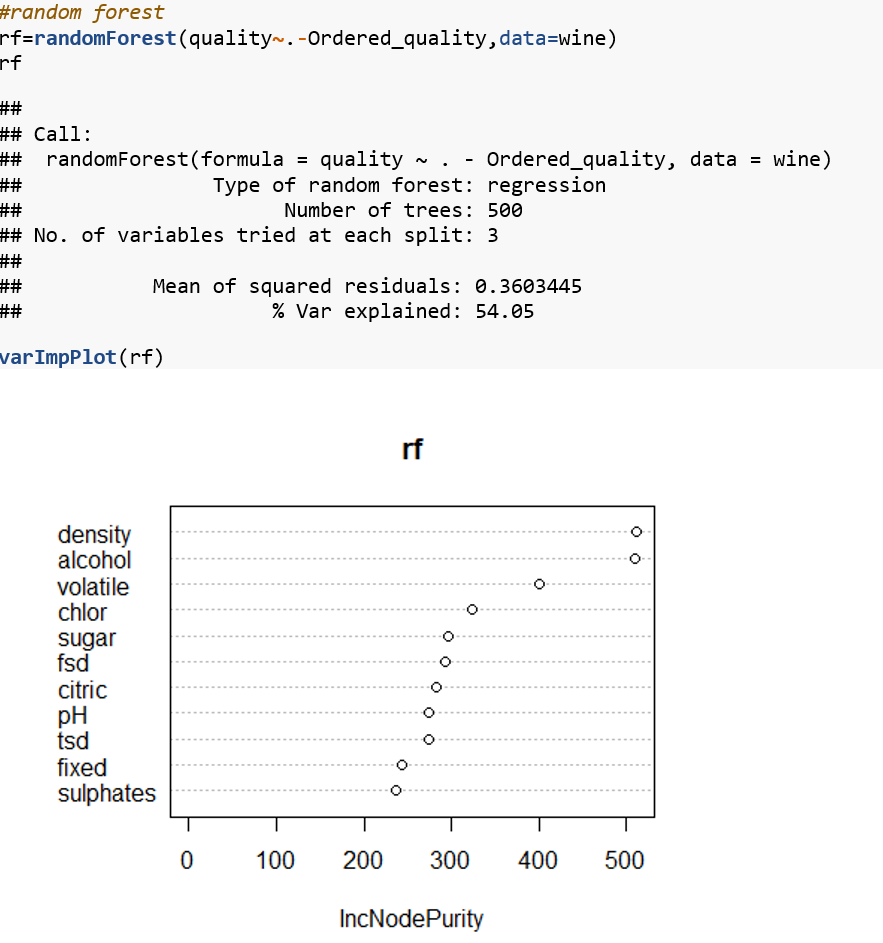 #random forest
rf=randomForest(quality~.-Ordered_quality,data=wine)
rf
##
## Call:
## randomForest(formula = quality ~ . - Ordered_quality, data = wine)
## Type of random forest: regression
## Number of trees: 500
## No. of variables tried at each split: 3
##
## Mean of squared residuals: 0.3603445
## % Var explained: 54.05
varImpPlot(rf)
rf
density
alcohol
volatile
chlor
sugar
fsd
citric
pH
tsd
fixed
sulphates
0 100 200 300 400 500
IncNodePurity